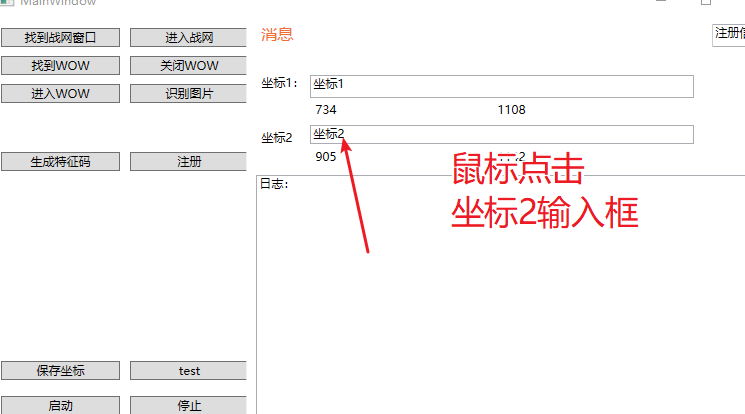 MainWindow
找到战网窗口
进入战网
消息
注册信
找到WOW
关闭WOW
坐标1：
坐标1
进入WOW
识别图片
734
1108
坐标2
坐标2
生成特征码
注册
905
日志：
鼠标点击
坐标2输入框
保存坐标
test
启动
停止